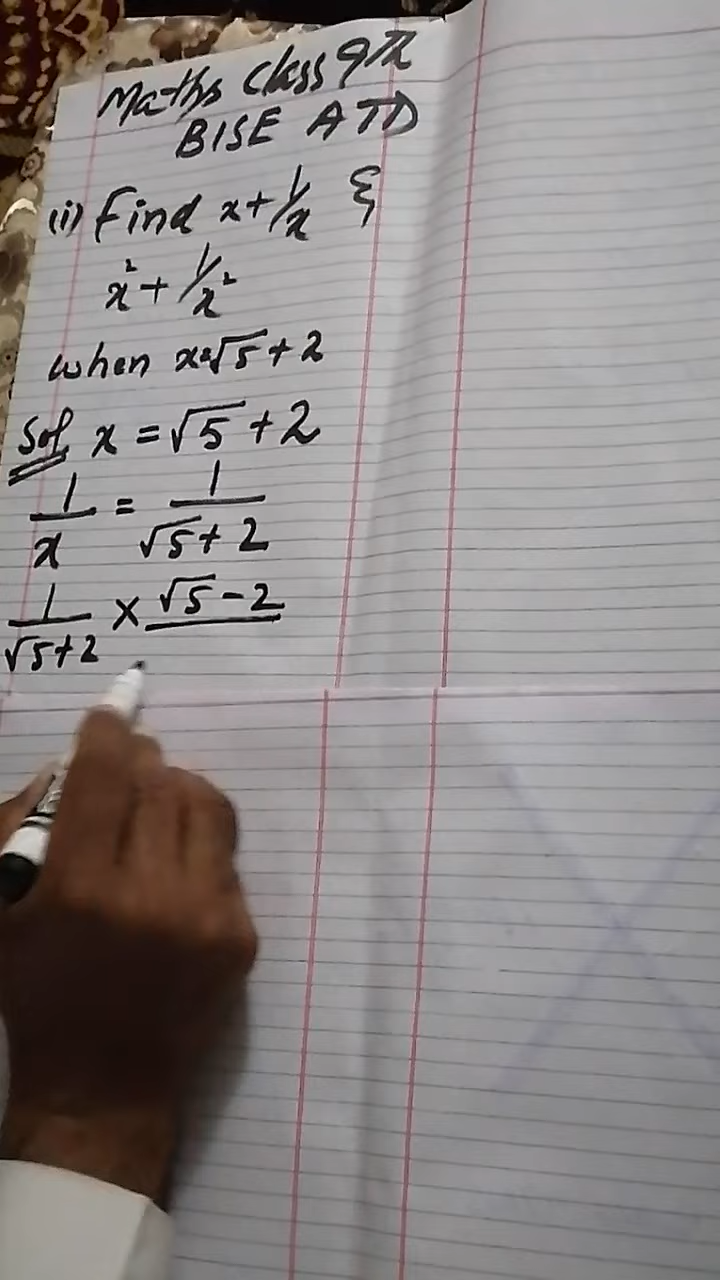 Maths Class 9th
BISE ATD
(i) Find x + 1/x &
x² + 1/x²
when x=√5 + 2
Sol x = √5 + 2
1/x = 1/(√5 + 2)
1/(√5+2) × √5 - 2